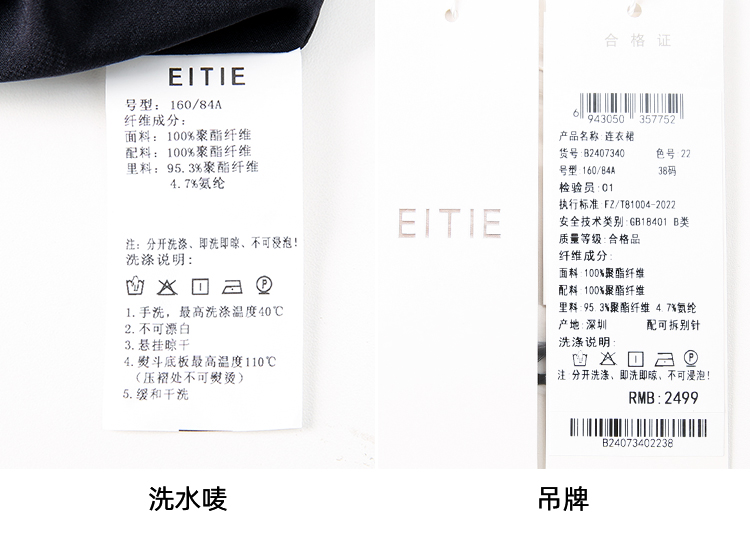 EITIE
号型：160/84A
纤维成分：
面料：100%聚酯纤维
配料：100%聚酯纤维
里料：95.3%聚酯纤维
4.7%氨纶
注：分开洗涤、即洗即晾、不可浸泡！
洗涤说明：
1.手洗，最高洗涤温度40℃
2.不可漂白
3.悬挂晾干
4.熨斗底板最高温度110℃
（压褶处不可熨烫）
5.缓和干洗
洗水唛
EITIE
合格证
6 943050 357752
产品名称 连衣裙
货号:B2407340 色号 22
号型 160/84A 38码
检验员:01
执行标准 FZ/T81004-2022
安全技术类别:GB18401 B类
质量等级:合格品
纤维成分:
面料:100%聚酯纤维
配料:100%聚酯纤维
里料:95.3%聚酯纤维 4.7%氨纶
产地:深圳 配可拆别针
洗涤说明:
注 分开洗涤、即洗即晾、不可浸泡!
RMB:2499
B24073402238
吊牌